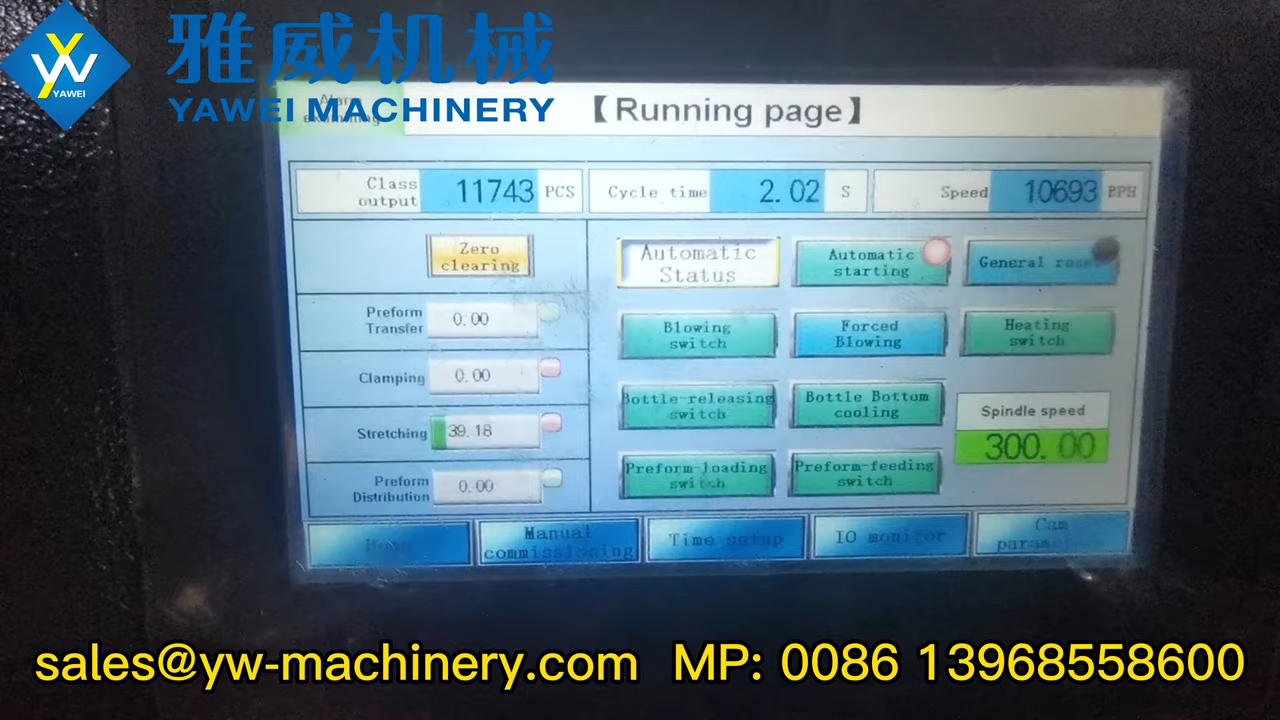 雅威机械
YAWEI
YAWEI MACHINERY
【Running page】
Class
output
11743
PCS
Cycle time
2.02
S
Speed
10693
BPH
Zero
clearing
Automatic
Status
Automatic
starting
General reset
Preform
Transfer
0.00
Blowing
switch
Forced
Blowing
Heating
switch
Clamping
0.00
Bottle-releasing
switch
Bottle Bottom
cooling
Spindle speed
300.00
Stretching
39.18
Preform-loading
switch
Preform-feeding
switch
Preform
Distribution
0.00
Home
Manual
commissioning
Time setup
IO monitor
Cam
parameters
sales@yw-machinery.com MP: 0086 13968558600